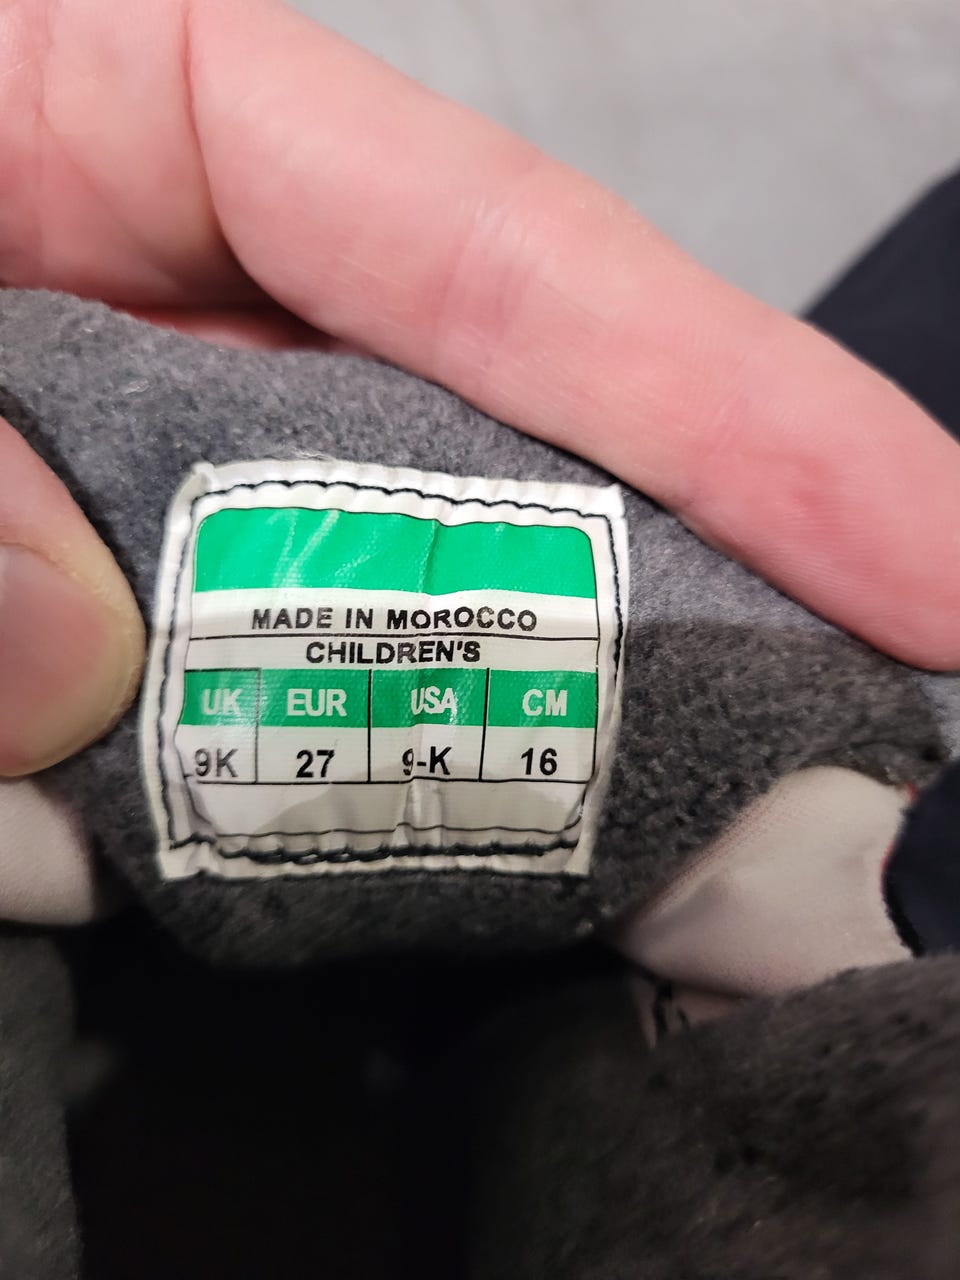 MADE IN MOROCCO
CHILDREN'S
UK EUR USA CM
9K 27 9-K 16